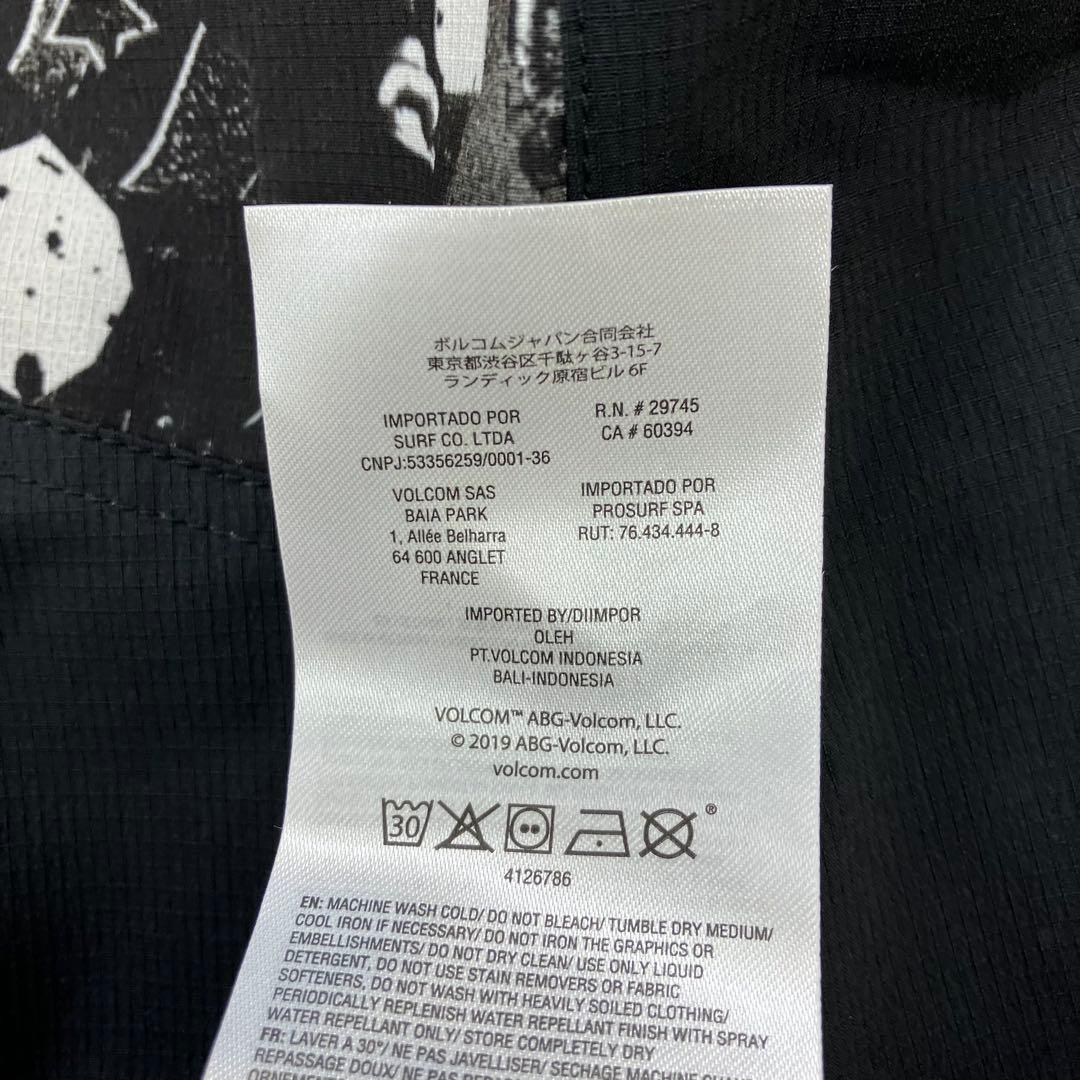 ボルコムジャパン合同会社
東京都渋谷区千駄ヶ谷3-15-7
ランディック原宿ビル 6F
IMPORTADO POR
SURF CO. LTDA
CNPJ:53356259/0001-36
R.N. # 29745
CA # 60394
VOLCOM SAS
BAIA PARK
1, Allée Belharra
64 600 ANGLET
FRANCE
IMPORTADO POR
PROSURF SPA
RUT: 76.434.444-8
IMPORTED BY/DIIMPOR
OLEH
PT.VOLCOM INDONESIA
BALI-INDONESIA
VOLCOM™ ABG-Volcom, LLC.
© 2019 ABG-Volcom, LLC.
volcom.com
30 ®
4126786
EN: MACHINE WASH COLD/ DO NOT BLEACH/ TUMBLE DRY MEDIUM/
COOL IRON IF NECESSARY/ DO NOT IRON THE GRAPHICS OR
EMBELLISHMENTS/ DO NOT DRY CLEAN/ USE ONLY LIQUID
DETERGENT, DO NOT USE STAIN REMOVERS OR FABRIC
SOFTENERS, DO NOT WASH WITH HEAVILY SOILED CLOTHING/
PERIODICALLY REPLENISH WATER REPELLANT FINISH WITH SPRAY
WATER REPELLANT ONLY/ STORE COMPLETELY DRY
FR: LAVER A 30°/ NE PAS JAVELLISER/ SECHAGE MACHINE
REPASSAGE DOUX/ NE PAS